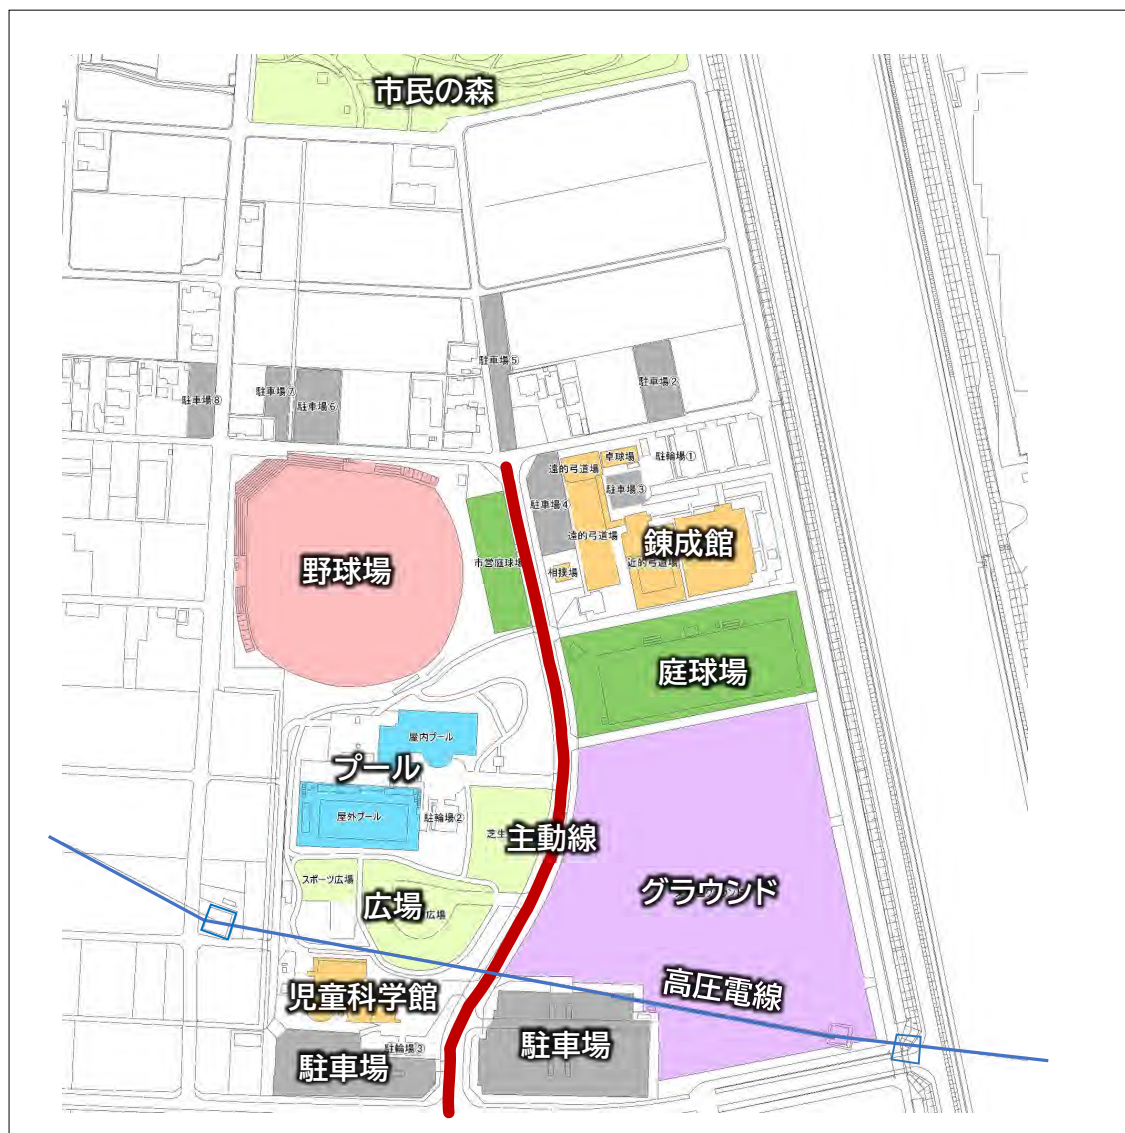 市民の森
駐車場5
駐車場2
駐車場8
駐車場7
駐車場6
遠的弓道場
卓球場
駐輪場①
駐車場3
駐車場4
遠的弓道場
錬成館
近的弓道場
野球場
市営庭球場
相撲場
庭球場
屋内プール
プール
屋外プール
駐輪場②
芝生
主動線
スポーツ広場
広場
広場
グラウンド
高圧電線
児童科学館
駐輪場3
駐車場
駐車場